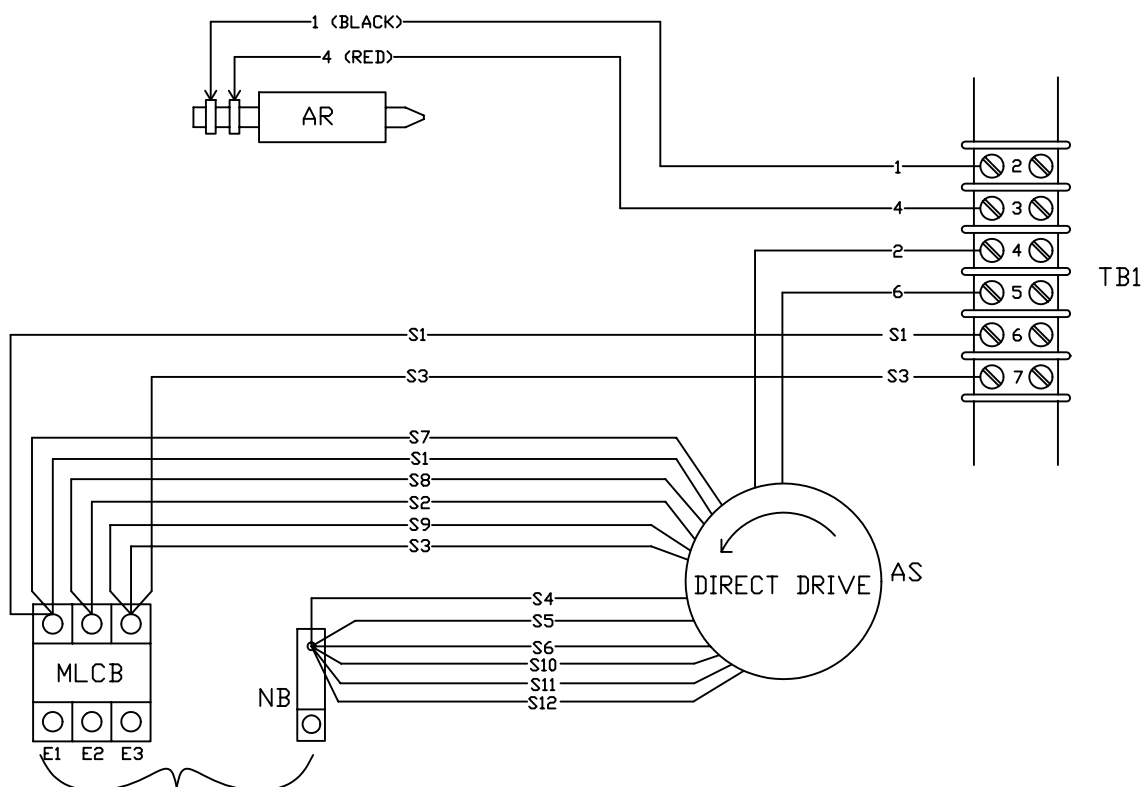 1 (BLACK)
4 (RED)
AR
1
2
4
3
2
4
TB1
6
5
S1
S1
6
S3
S3
7
S7
S1
S8
S2
S9
S3
AS
DIRECT DRIVE
S4
S5
S6
S10
MLCB
S11
NB
S12
E1 E2 E3